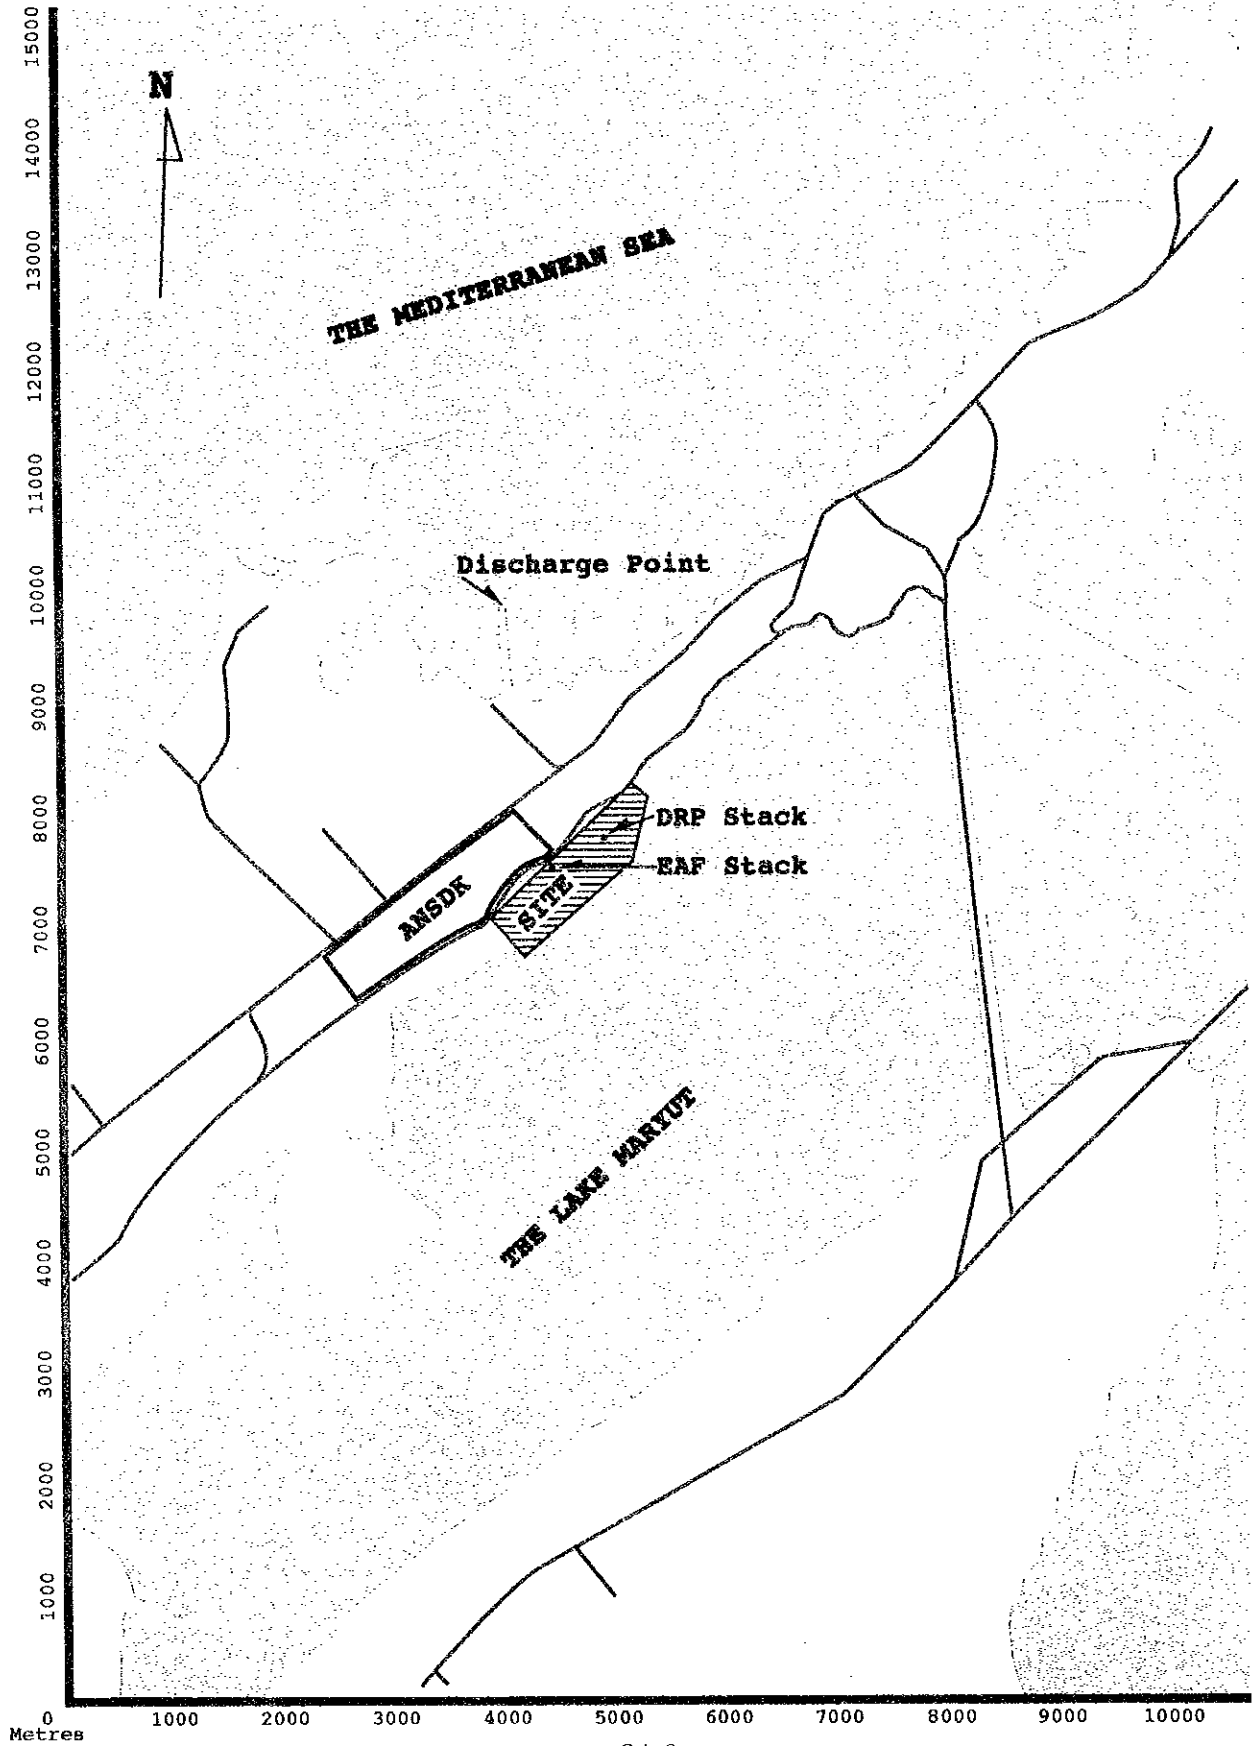 15000
14000
13000
12000
11000
10000
9000
8000
7000
6000
5000
4000
3000
2000
1000
N
THE MEDITERRANEAN SEA
Discharge Point
DRP Stack
EAF Stack
ANSDK
SITE
THE LAKE MARYUT
0 1000 2000 3000 4000 5000 6000 7000 8000 9000 10000
Metres